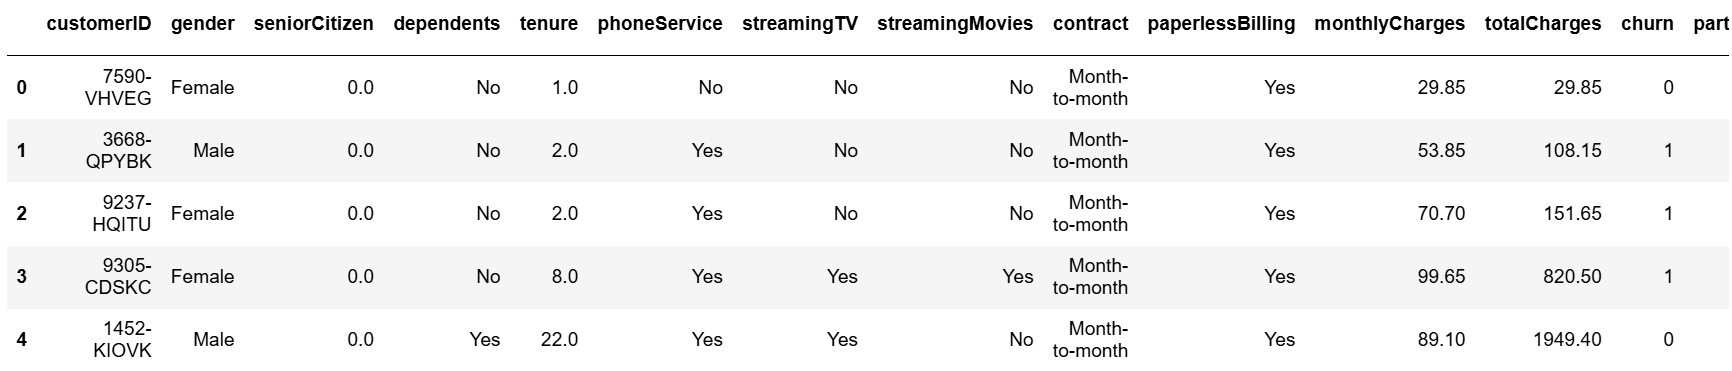 customerID gender seniorCitizen dependents tenure phoneService streamingTV streamingMovies contract paperlessBilling monthlyCharges totalCharges churn part
0 7590-VHVEG Female 0.0 No 1.0 No No No Month-to-month Yes 29.85 29.85 0
1 3668-QPYBK Male 0.0 No 2.0 Yes No No Month-to-month Yes 53.85 108.15 1
2 9237-HQITU Female 0.0 No 2.0 Yes No No Month-to-month Yes 70.70 151.65 1
3 9305-CDSKC Female 0.0 No 8.0 Yes Yes Yes Month-to-month Yes 99.65 820.50 1
4 1452-KIOVK Male 0.0 Yes 22.0 Yes Yes No Month-to-month Yes 89.10 1949.40 0